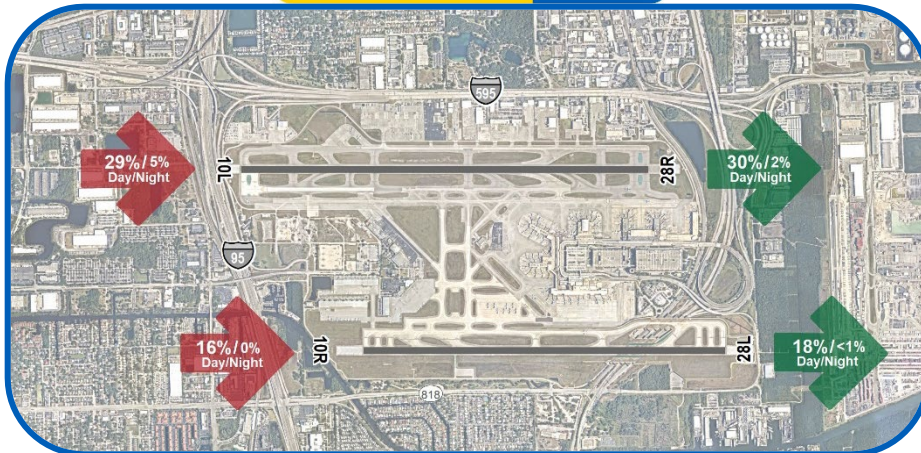 595
29%/5%
Day/Night
10L
28R
30%/2%
Day/Night
95
16%/0%
Day/Night
10R
28L
18%/<1%
Day/Night
818